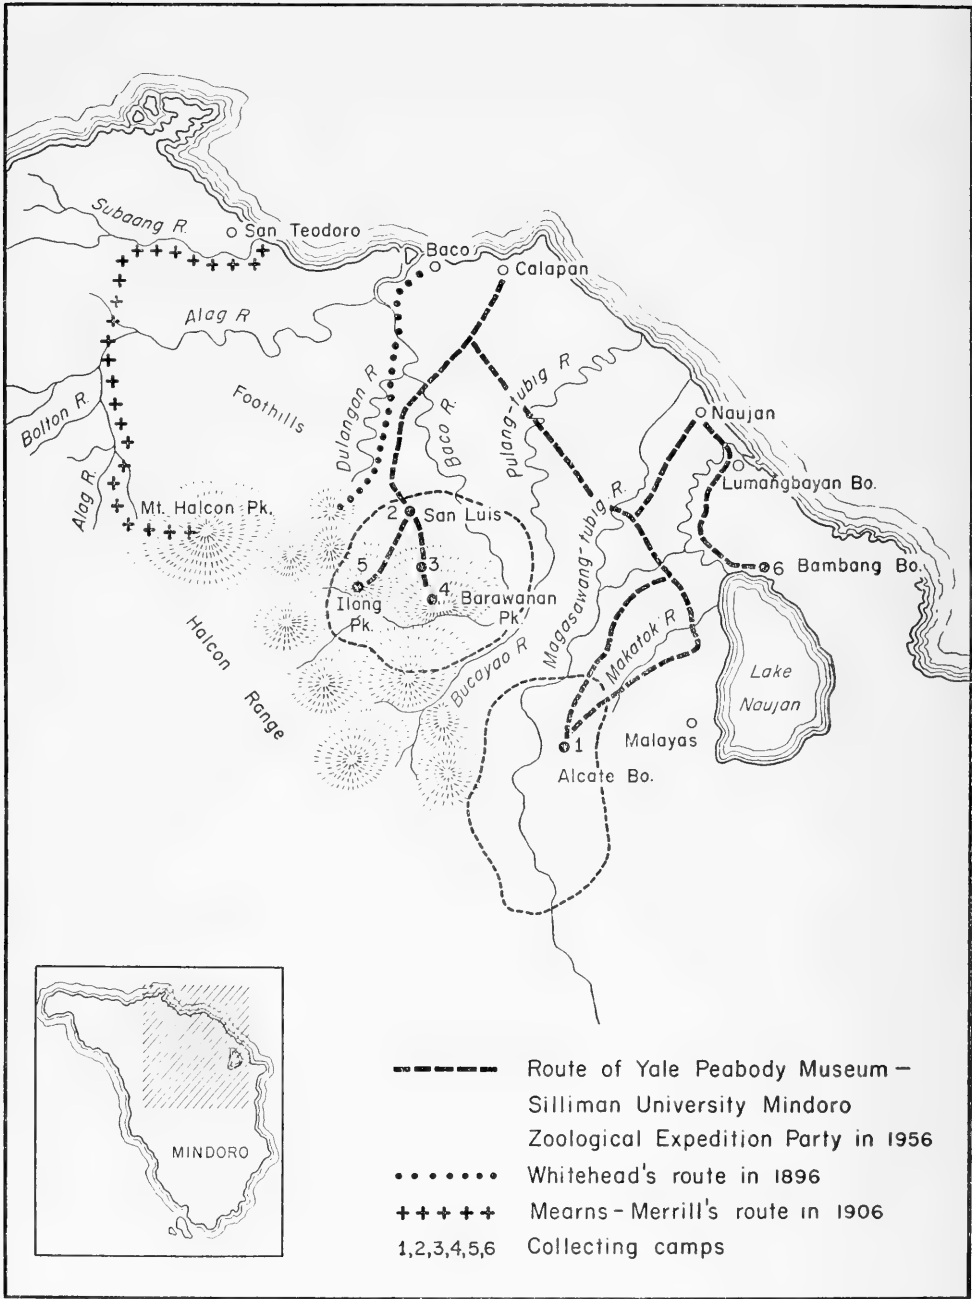 Subaang R.
San Teodoro
Baco
Calapan
Alag R
Foothills
Dulangan R.
Baco R.
Pulang-tubig R
Bolton R.
Alag R.
Naujan
Lumangbayan Bo.
Mt. Halcon Pk.
2 San Luis
5
3
4
6 Bambang Bo.
Ilong
Pk.
Barawanan
Pk.
Magasawang-tubig R.
Makatok R
Halcon
Range
Bucayao R
Lake
Naujan
1
Malayas
Alcate Bo.
MINDORO
Route of Yale Peabody Museum –
Silliman University Mindoro
Zoological Expedition Party in 1956
Whitehead's route in 1896
Mearns-Merrill's route in 1906
1,2,3,4,5,6 Collecting camps